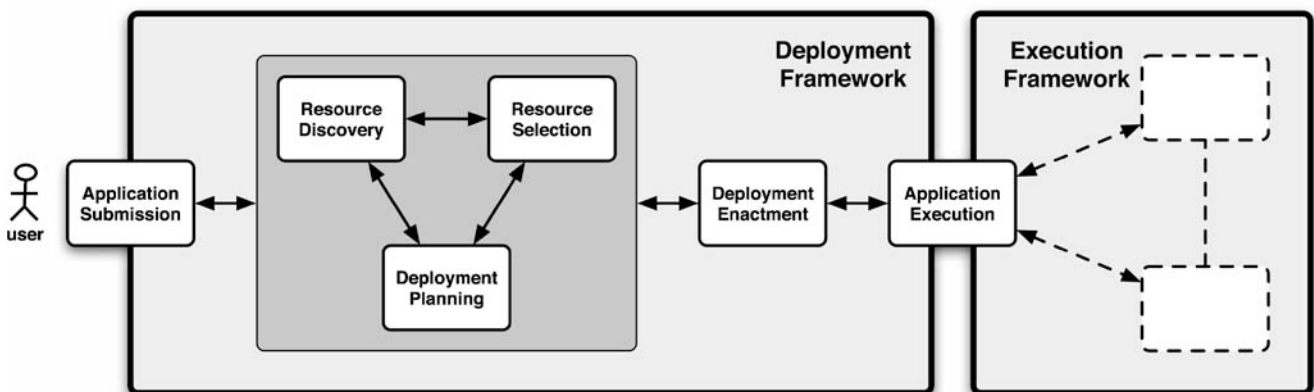 Deployment
Framework
Execution
Framework
Resource
Discovery
Resource
Selection
user
Application
Submission
Deployment
Enactment
Application
Execution
Deployment
Planning